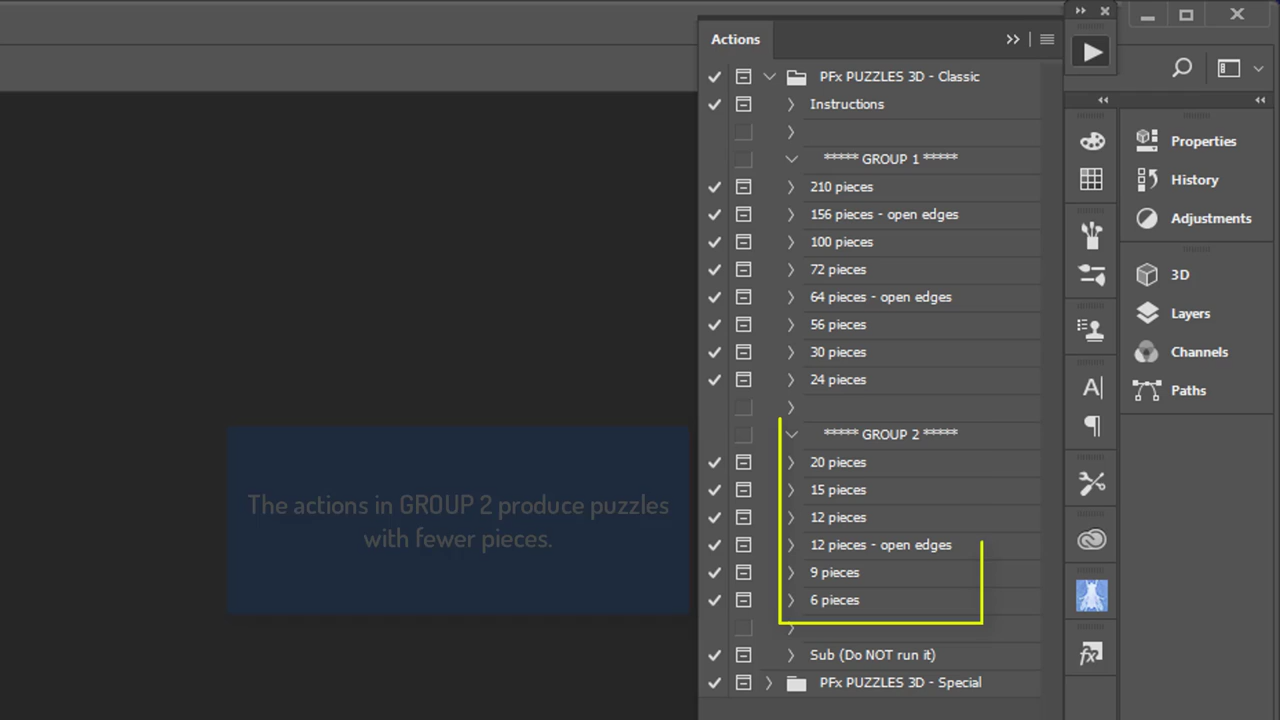 Actions
PFx PUZZLES 3D - Classic
Instructions
***** GROUP 1 *****
210 pieces
156 pieces - open edges
100 pieces
72 pieces
64 pieces - open edges
56 pieces
30 pieces
24 pieces
***** GROUP 2 *****
20 pieces
15 pieces
12 pieces
12 pieces - open edges
9 pieces
6 pieces
Sub (Do NOT run it)
PFx PUZZLES 3D - Special
The actions in GROUP 2 produce puzzles
with fewer pieces.
Properties
History
Adjustments
3D
Layers
Channels
Paths